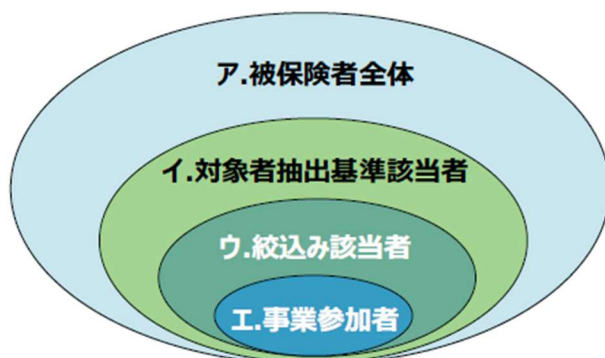 ア.被保険者全体
イ.対象者抽出基準該当者
ウ.絞込み該当者
エ.事業参加者